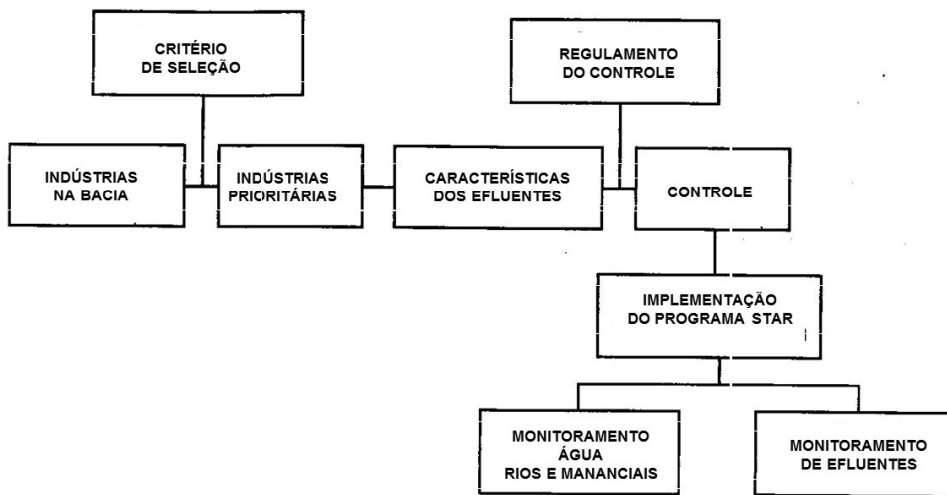 CRITÉRIO
DE SELEÇÃO
REGULAMENTO
DO CONTROLE
INDÚSTRIAS
NA BACIA
INDÚSTRIAS
PRIORITÁRIAS
CARACTERÍSTICAS
DOS EFLUENTES
CONTROLE
IMPLEMENTAÇÃO
DO PROGRAMA STAR
MONITORAMENTO
ÁGUA
RIOS E MANANCIAIS
MONITORAMENTO
DE EFLUENTES